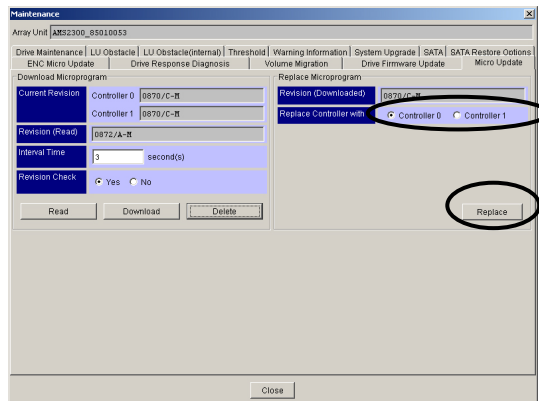 Maintenance
Array Unit AMS2300_85010053
Drive Maintenance LU Obstacle LU Obstacle(internal) Threshold Warning Information System Upgrade SATA SATA Restore Options
ENC Micro Update Drive Response Diagnosis Volume Migration Drive Firmware Update Micro Update
Download Microprogram
Current Revision Controller 0 0870/C-M
Controller 1 0870/C-M
Revision (Read) 0872/A-M
Interval Time 3 second(s)
Revision Check Yes No
Read Download Delete
Replace Microprogram
Revision (Downloaded) 0870/C-M
Replace Controller with Controller 0 Controller 1
Replace
Close